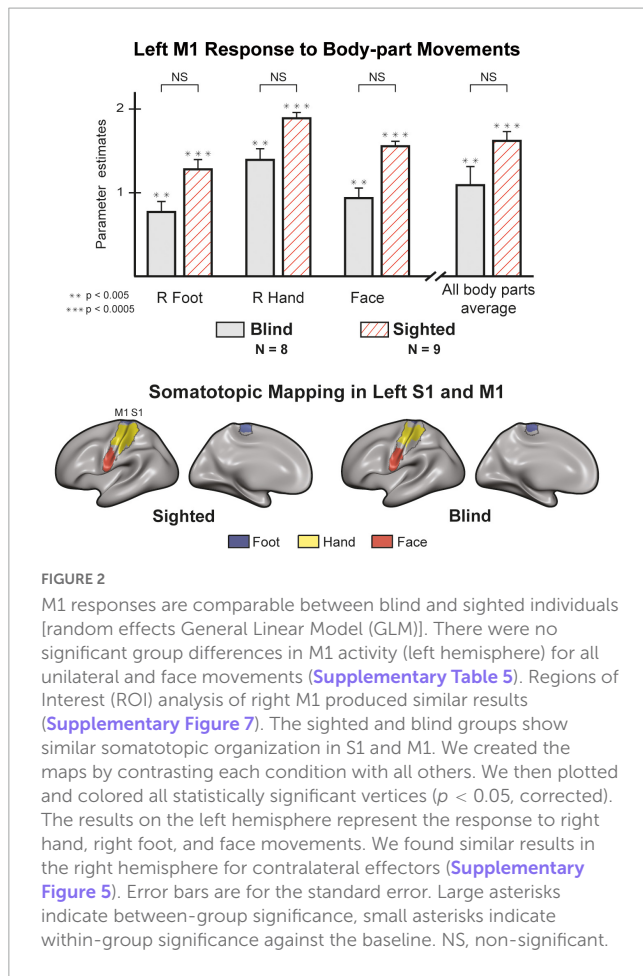 Left M1 Response to Body-part Movements
NS NS NS NS
Parameter estimates
2
1
** *** ** *** ** *** ** ***
** p < 0.005
*** p < 0.0005
R Foot R Hand Face All body parts
average
Blind Sighted
N = 8 N = 9
Somatotopic Mapping in Left S1 and M1
M1 S1
Sighted Blind
Foot Hand Face
FIGURE 2
M1 responses are comparable between blind and sighted individuals
[random effects General Linear Model (GLM)]. There were no
significant group differences in M1 activity (left hemisphere) for all
unilateral and face movements (Supplementary Table 5). Regions of
Interest (ROI) analysis of right M1 produced similar results
(Supplementary Figure 7). The sighted and blind groups show
similar somatotopic organization in S1 and M1. We created the
maps by contrasting each condition with all others. We then plotted
and colored all statistically significant vertices (p < 0.05, corrected).
The results on the left hemisphere represent the response to right
hand, right foot, and face movements. We found similar results in
the right hemisphere for contralateral effectors (Supplementary
Figure 5). Error bars are for the standard error. Large asterisks
indicate between-group significance, small asterisks indicate
within-group significance against the baseline. NS, non-significant.